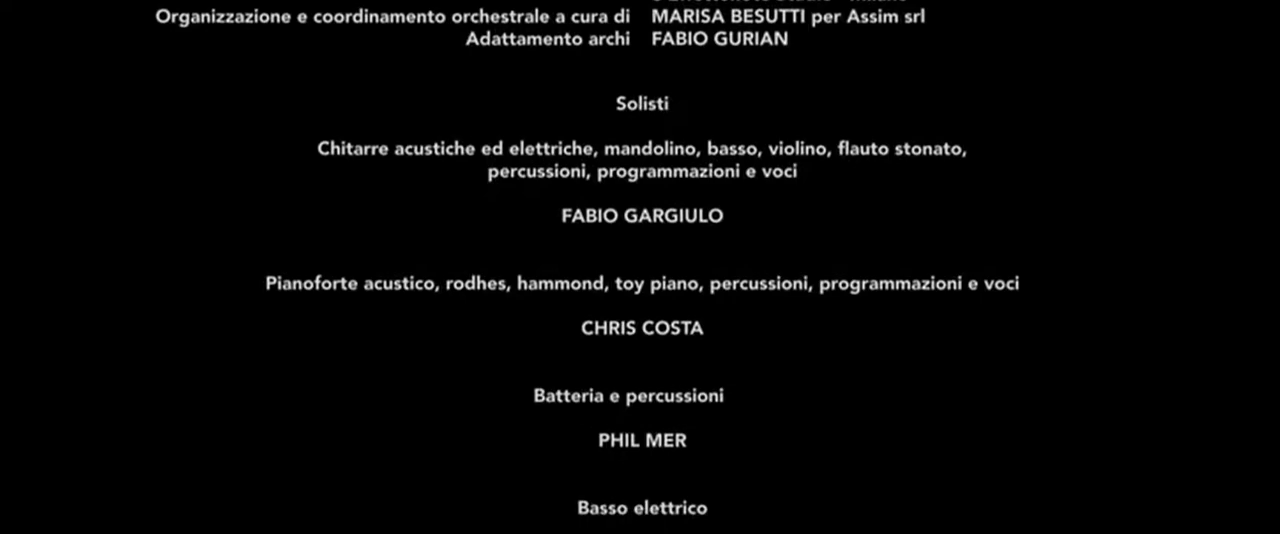 Organizzazione e coordinamento orchestrale a cura di MARISA BESUTTI per Assim srl
Adattamento archi FABIO GURIAN
Solisti
Chitarre acustiche ed elettriche, mandolino, basso, violino, flauto stonato,
percussioni, programmazioni e voci
FABIO GARGIULO
Pianoforte acustico, rodhes, hammond, toy piano, percussioni, programmazioni e voci
CHRIS COSTA
Batteria e percussioni
PHIL MER
Basso elettrico